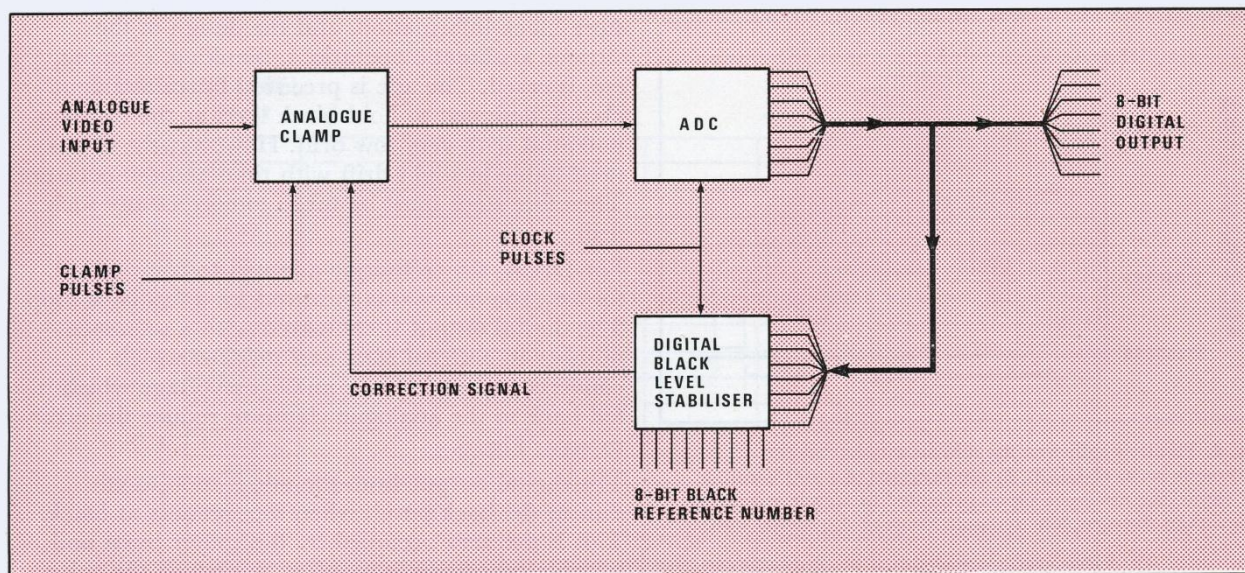 ANALOGUE
VIDEO
INPUT
ANALOGUE
CLAMP
ADC
8-BIT
DIGITAL
OUTPUT
CLAMP
PULSES
CLOCK
PULSES
CORRECTION SIGNAL
DIGITAL
BLACK
LEVEL
STABILISER
8-BIT BLACK
REFERENCE NUMBER